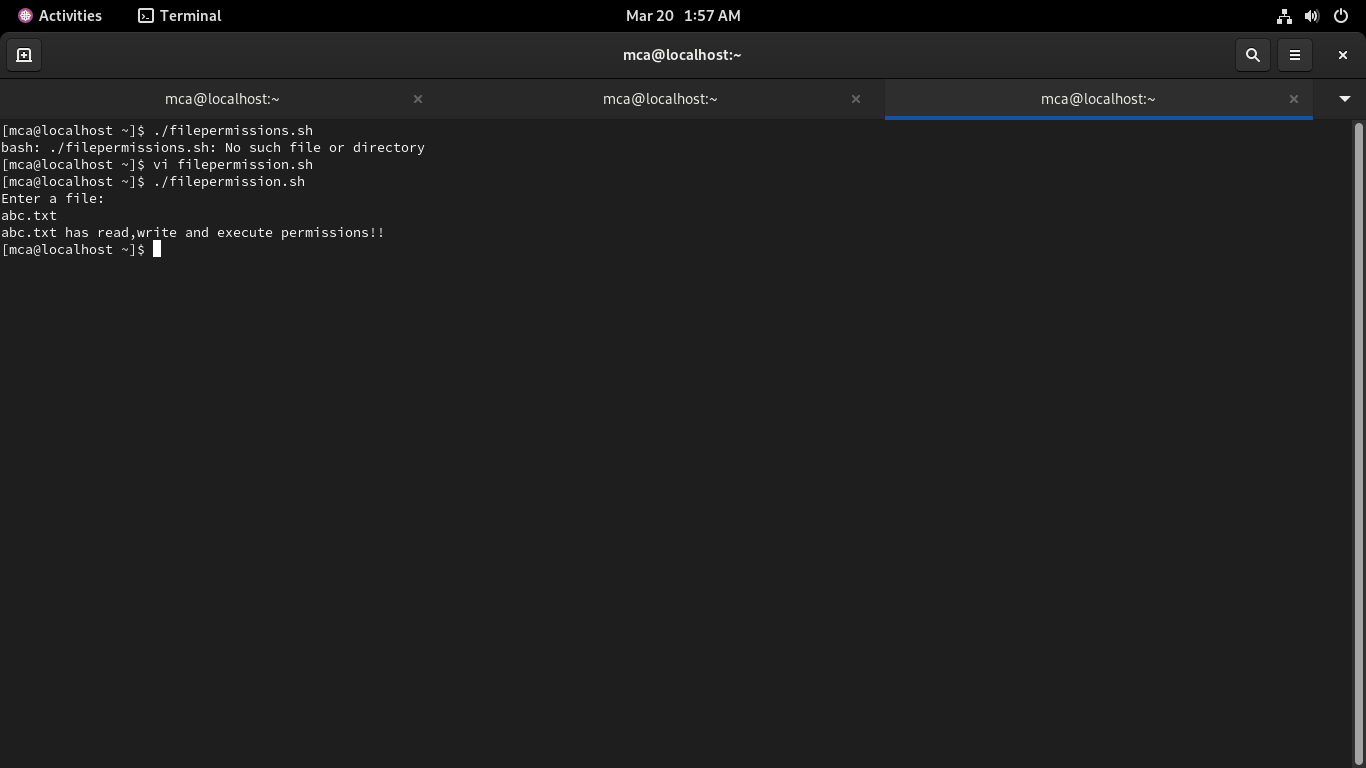 Activities
Terminal
Mar 20 1:57 AM
mca@localhost:~
mca@localhost:~
mca@localhost:~
mca@localhost:~
[mca@localhost ~]$ ./filepermissions.sh
bash: ./filepermissions.sh: No such file or directory
[mca@localhost ~]$ vi filepermission.sh
[mca@localhost ~]$ ./filepermission.sh
Enter a file:
abc.txt
abc.txt has read,write and execute permissions!!
[mca@localhost ~]$